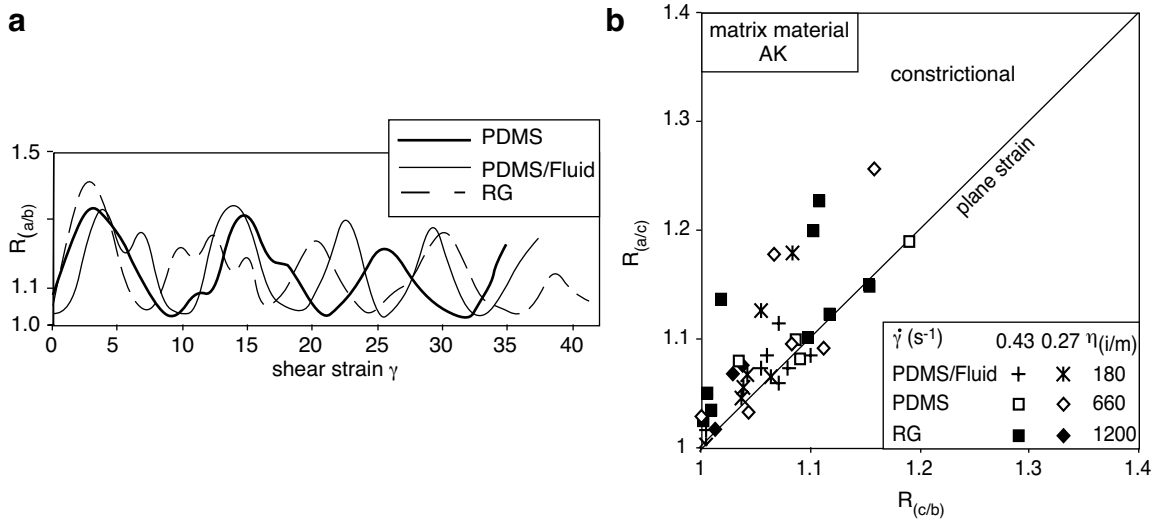 a
1.5
1.1
1.0
R(a/b)
0 5 10 15 20 25 30 35 40
shear strain γ
PDMS
PDMS/Fluid
RG
b
1.4
1.3
1.2
1.1
1
R(a/c)
matrix material
AK
constrictional
plane strain
γ̇ (s-1) 0.43 0.27 η(i/m)
PDMS/Fluid 180
PDMS 660
RG 1200
1 1.1 1.2 1.3 1.4
R(c/b)